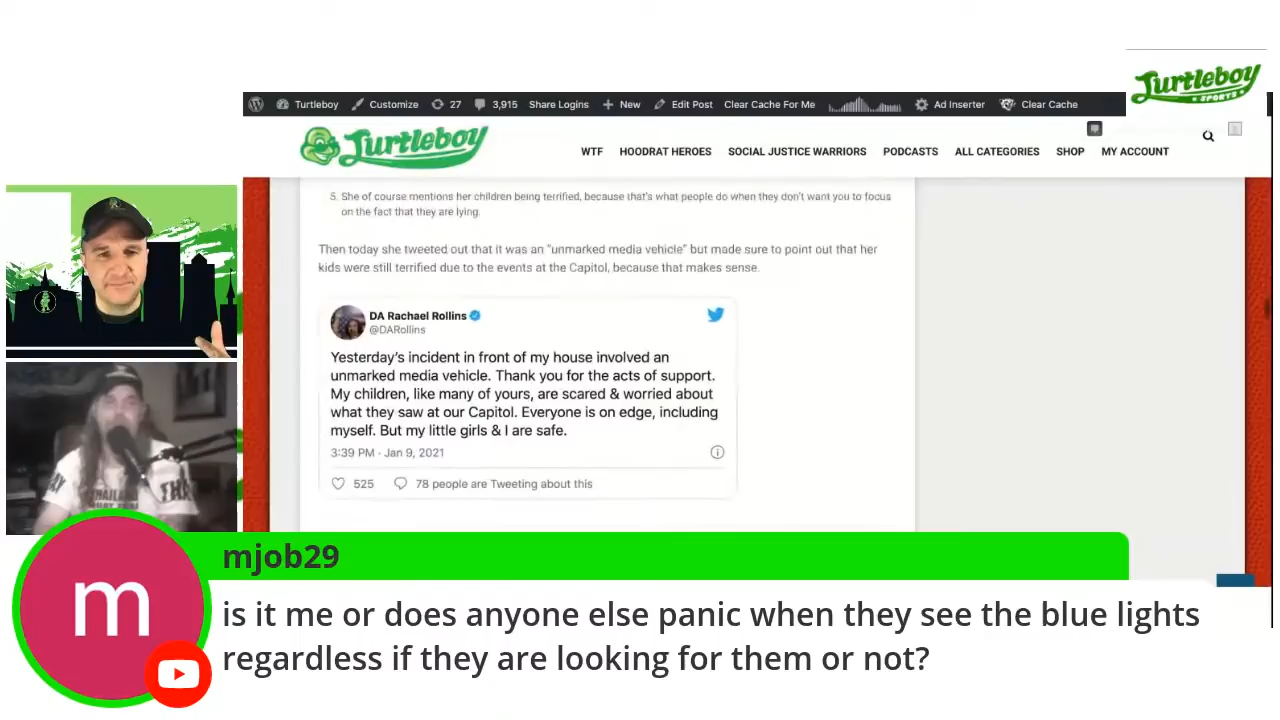 Turtleboy
SPORTS
Turtleboy Customize 27 3,915 Share Logins New Edit Post Clear Cache For Me Ad Inserter Clear Cache
Turtleboy
WTF HOODRAT HEROES SOCIAL JUSTICE WARRIORS PODCASTS ALL CATEGORIES SHOP MY ACCOUNT
5. She of course mentions her children being terrified, because that's what people do when they don't want you to focus
on the fact that they are lying.
Then today she tweeted out that it was an "unmarked media vehicle" but made sure to point out that her
kids were still terrified due to the events at the Capitol, because that makes sense.
DA Rachael Rollins
@DARollins
Yesterday's incident in front of my house involved an
unmarked media vehicle. Thank you for the acts of support.
My children, like many of yours, are scared & worried about
what they saw at our Capitol. Everyone is on edge, including
myself. But my little girls & I are safe.
3:39 PM · Jan 9, 2021
525 78 people are Tweeting about this
THAILAND
m
mjob29
is it me or does anyone else panic when they see the blue lights
regardless if they are looking for them or not?